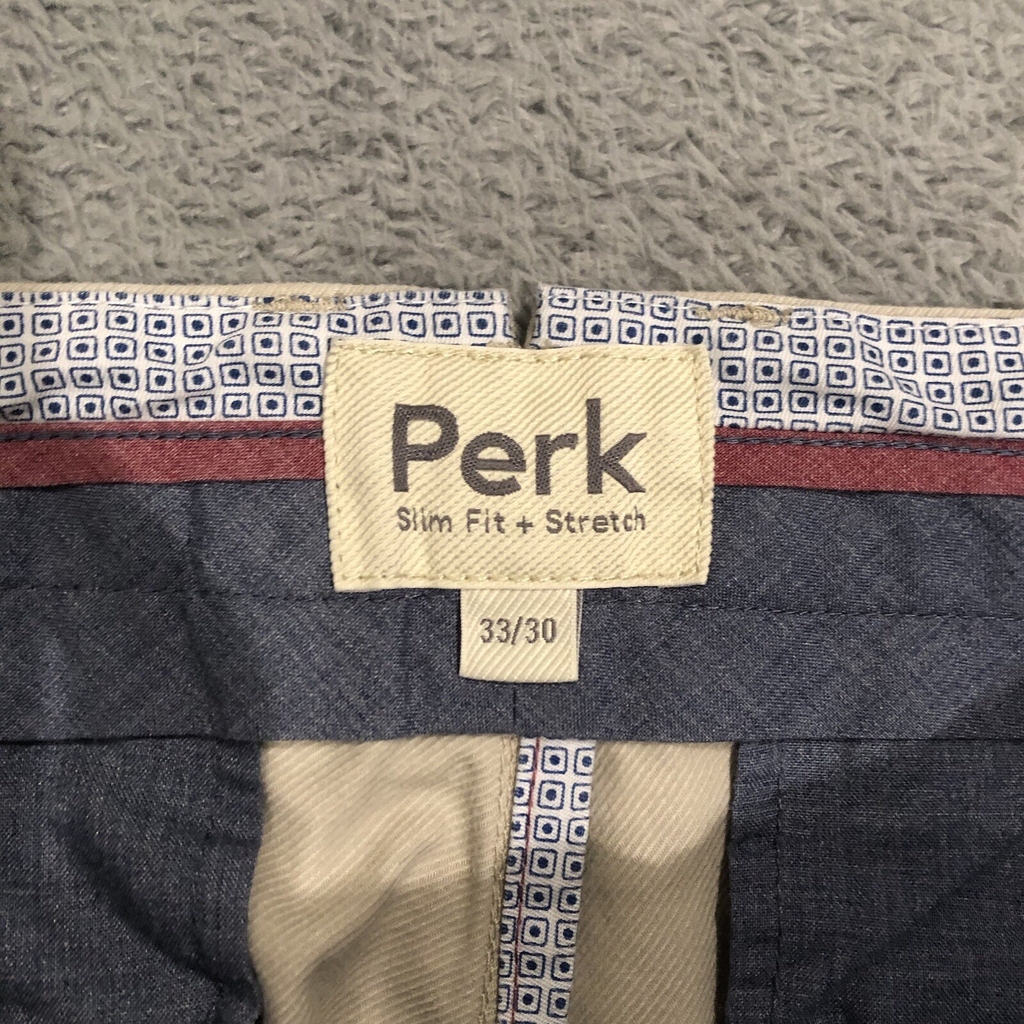 Perk
Slim Fit + Stretch
33/30